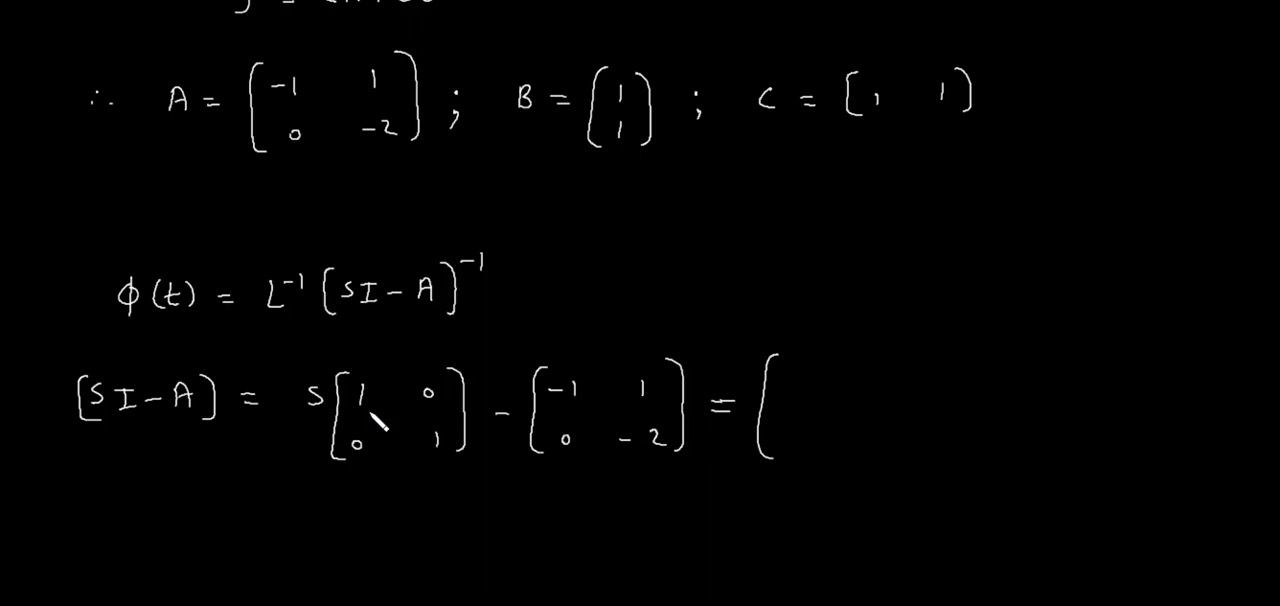 ∴ A = [-1 1; 0 -2] ; B = [1; 1] ; C = [1 1]
ϕ(t) = L⁻¹ [SI - A]⁻¹
[SI - A] = S[1 0; 0 1] - [-1 1; 0 -2] = [